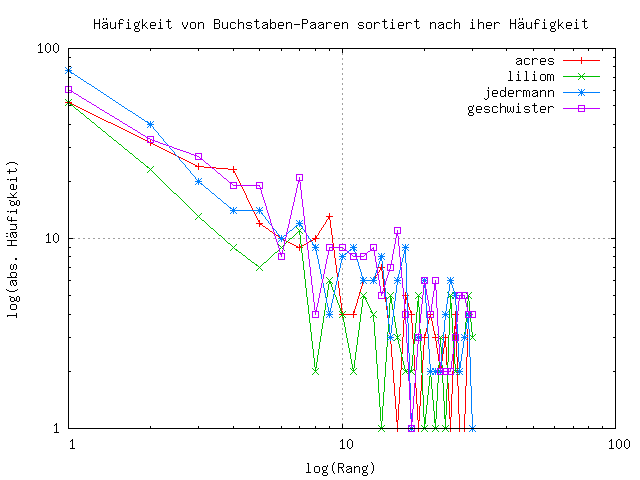 Häufigkeit von Buchstaben-Paaren sortiert nach iher Häufigkeit
100
acres
liliom
jedermann
geschwister
log(abs. Häufigkeit)
10
1
1
10
100
log(Rang)